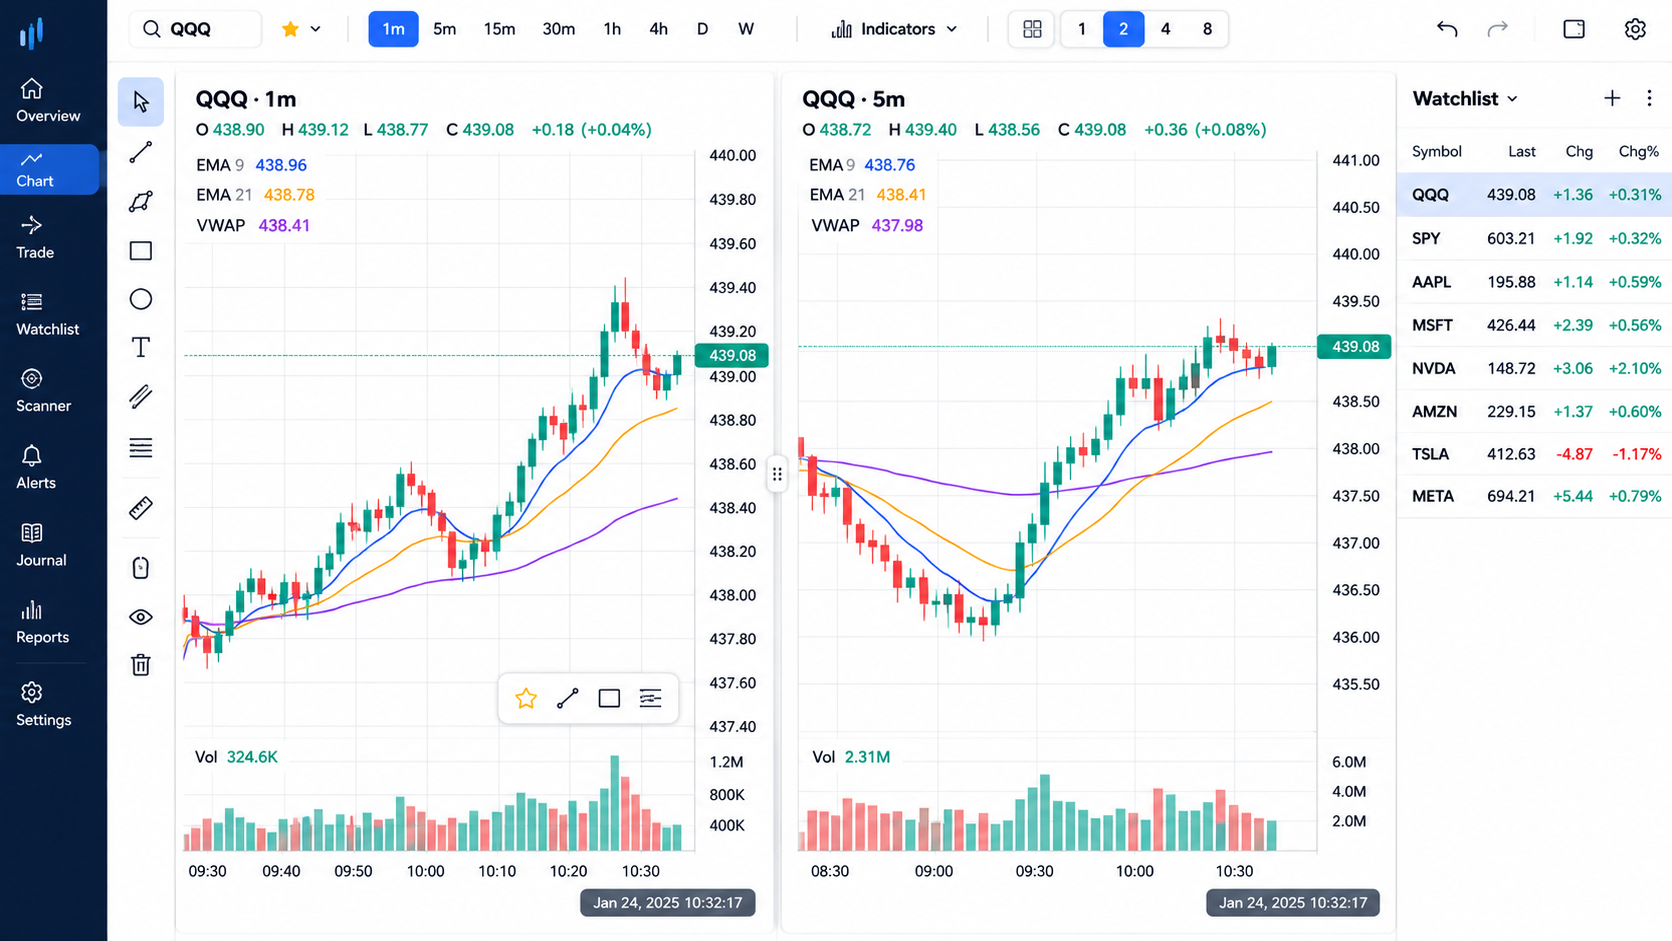 QQQ
1m 5m 15m 30m 1h 4h D W
Indicators
1 2 4 8
Overview
Chart
Trade
Watchlist
Scanner
Alerts
Journal
Reports
Settings
T
QQQ · 1m
O 438.90 H 439.12 L 438.77 C 439.08 +0.18 (+0.04%)
EMA 9 438.96
EMA 21 438.78
VWAP 438.41
440.00
439.80
439.60
439.40
439.20
439.08
439.00
438.80
438.60
438.40
438.20
438.00
437.80
437.60
437.40
Vol 324.6K
1.2M
800K
400K
09:30 09:40 09:50 10:00 10:10 10:20 10:30
Jan 24, 2025 10:32:17
QQQ · 5m
O 438.72 H 439.40 L 438.56 C 439.08 +0.36 (+0.08%)
EMA 9 438.76
EMA 21 438.41
VWAP 437.98
441.00
440.50
440.00
439.50
439.08
438.50
438.00
437.50
437.00
436.50
436.00
435.50
Vol 2.31M
6.0M
4.0M
2.0M
08:30 09:00 09:30 10:00 10:30
Jan 24, 2025 10:32:17
Watchlist
Symbol Last Chg Chg%
QQQ 439.08 +1.36 +0.31%
SPY 603.21 +1.92 +0.32%
AAPL 195.88 +1.14 +0.59%
MSFT 426.44 +2.39 +0.56%
NVDA 148.72 +3.06 +2.10%
AMZN 229.15 +1.37 +0.60%
TSLA 412.63 -4.87 -1.17%
META 694.21 +5.44 +0.79%